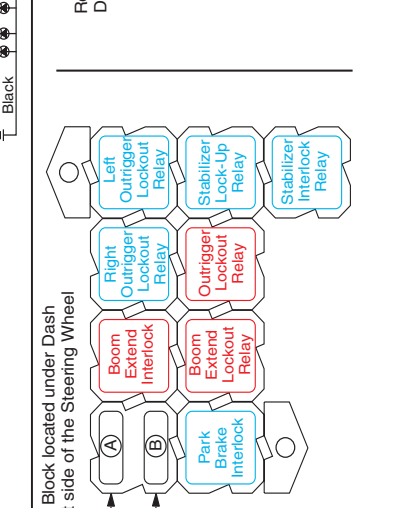 Black
Block located under Dash
side of the Steering Wheel
Left
Outrigger
Lockout
Relay
Stabilizer
Lock-Up
Relay
Stabilizer
Interlock
Relay
Right
Outrigger
Lockout
Relay
Outrigger
Lockout
Relay
Boom
Extend
Interlock
Boom
Extend
Lockout
Relay
A
B
Park
Brake
Interlock